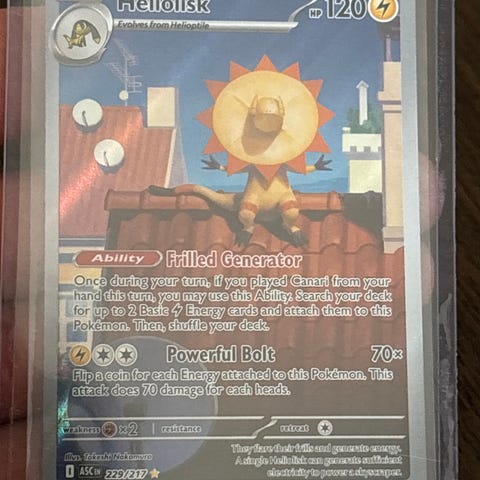 Heliolisk
HP 120
Evolves from Helioptile
Ability Frilled Generator
Once during your turn, if you played Canari from your
hand this turn, you may use this Ability. Search your deck
for up to 2 Basic Energy cards and attach them to this
Pokémon. Then, shuffle your deck.
Powerful Bolt 70×
Flip a coin for each Energy attached to this Pokémon. This
attack does 70 damage for each heads.
weakness ×2 resistance retreat
Illus. Takeshi Nakamura
They flare their frills and generate energy.
A single Heliolisk can generate sufficient
electricity to power a skyscraper.
I ASC EN 229/217